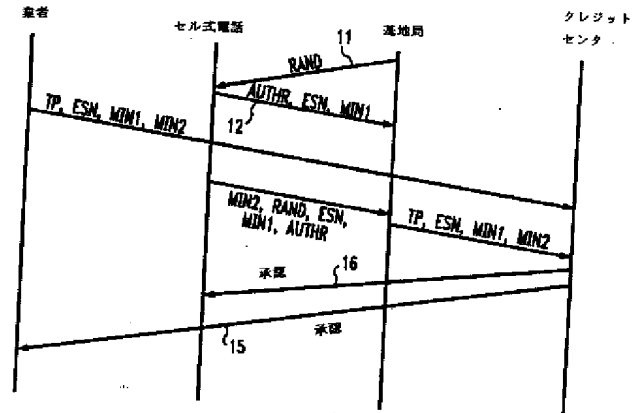 業者
セル式電話
基地局
クレジット
センタ
11
RAND
AUTHR, ESN, MIN1
12
TP, ESN, MIN1, MIN2
MIN2, RAND, ESN,
MIN1, AUTHR
TP, ESN, MIN1, MIN2
承認
16
承認
15